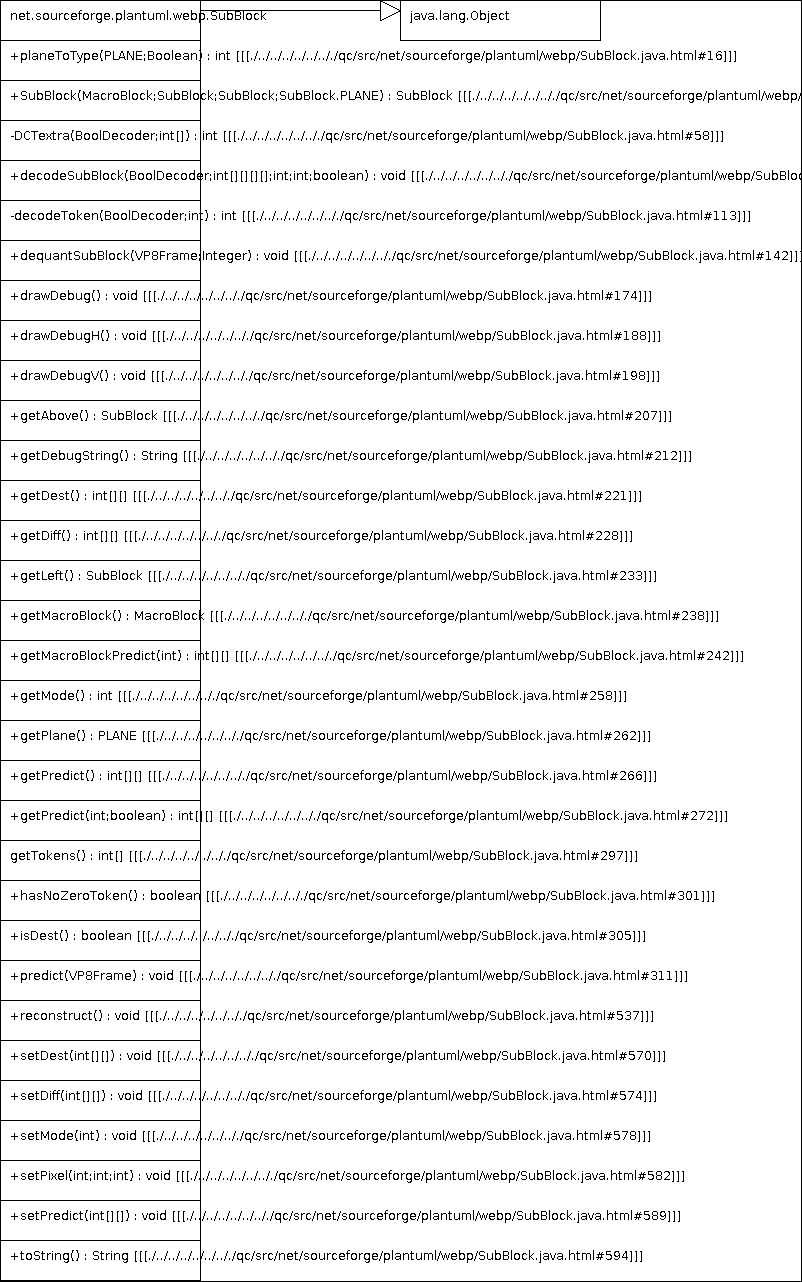 net.sourceforge.plantuml.webp.SubBlock
java.lang.Object
+planeToType(PLANE;Boolean) : int [[[./../../../../../../qc/src/net/sourceforge/plantuml/webp/SubBlock.java.html#16]]]
+SubBlock(MacroBlock;SubBlock;SubBlock;SubBlock.PLANE) : SubBlock [[[./../../../../../../qc/src/net/sourceforge/plantuml/webp/
-DCTextra(BoolDecoder;int[]) : int [[[./../../../../../../qc/src/net/sourceforge/plantuml/webp/SubBlock.java.html#58]]]
+decodeSubBlock(BoolDecoder;int[][][][];int;int;boolean) : void [[[./../../../../../../qc/src/net/sourceforge/plantuml/webp/SubBloc
-decodeToken(BoolDecoder;int) : int [[[./../../../../../../qc/src/net/sourceforge/plantuml/webp/SubBlock.java.html#113]]]
+dequantSubBlock(VP8Frame;Integer) : void [[[./../../../../../../qc/src/net/sourceforge/plantuml/webp/SubBlock.java.html#142]]]
+drawDebug() : void [[[./../../../../../../qc/src/net/sourceforge/plantuml/webp/SubBlock.java.html#174]]]
+drawDebugH() : void [[[./../../../../../../qc/src/net/sourceforge/plantuml/webp/SubBlock.java.html#188]]]
+drawDebugV() : void [[[./../../../../../../qc/src/net/sourceforge/plantuml/webp/SubBlock.java.html#198]]]
+getAbove() : SubBlock [[[./../../../../../../qc/src/net/sourceforge/plantuml/webp/SubBlock.java.html#207]]]
+getDebugString() : String [[[./../../../../../../qc/src/net/sourceforge/plantuml/webp/SubBlock.java.html#212]]]
+getDest() : int[][] [[[./../../../../../../qc/src/net/sourceforge/plantuml/webp/SubBlock.java.html#221]]]
+getDiff() : int[][] [[[./../../../../../../qc/src/net/sourceforge/plantuml/webp/SubBlock.java.html#228]]]
+getLeft() : SubBlock [[[./../../../../../../qc/src/net/sourceforge/plantuml/webp/SubBlock.java.html#233]]]
+getMacroBlock() : MacroBlock [[[./../../../../../../qc/src/net/sourceforge/plantuml/webp/SubBlock.java.html#238]]]
+getMacroBlockPredict(int) : int[][] [[[./../../../../../../qc/src/net/sourceforge/plantuml/webp/SubBlock.java.html#242]]]
+getMode() : int [[[./../../../../../../qc/src/net/sourceforge/plantuml/webp/SubBlock.java.html#258]]]
+getPlane() : PLANE [[[./../../../../../../qc/src/net/sourceforge/plantuml/webp/SubBlock.java.html#262]]]
+getPredict() : int[][] [[[./../../../../../../qc/src/net/sourceforge/plantuml/webp/SubBlock.java.html#266]]]
+getPredict(int;boolean) : int[][] [[[./../../../../../../qc/src/net/sourceforge/plantuml/webp/SubBlock.java.html#272]]]
getTokens() : int[] [[[./../../../../../../qc/src/net/sourceforge/plantuml/webp/SubBlock.java.html#297]]]
+hasNoZeroToken() : boolean [[[./../../../../../../qc/src/net/sourceforge/plantuml/webp/SubBlock.java.html#301]]]
+isDest() : boolean [[[./../../../../../../qc/src/net/sourceforge/plantuml/webp/SubBlock.java.html#305]]]
+predict(VP8Frame) : void [[[./../../../../../../qc/src/net/sourceforge/plantuml/webp/SubBlock.java.html#311]]]
+reconstruct() : void [[[./../../../../../../qc/src/net/sourceforge/plantuml/webp/SubBlock.java.html#537]]]
+setDest(int[][]) : void [[[./../../../../../../qc/src/net/sourceforge/plantuml/webp/SubBlock.java.html#570]]]
+setDiff(int[][]) : void [[[./../../../../../../qc/src/net/sourceforge/plantuml/webp/SubBlock.java.html#574]]]
+setMode(int) : void [[[./../../../../../../qc/src/net/sourceforge/plantuml/webp/SubBlock.java.html#578]]]
+setPixel(int;int;int) : void [[[./../../../../../../qc/src/net/sourceforge/plantuml/webp/SubBlock.java.html#582]]]
+setPredict(int[][]) : void [[[./../../../../../../qc/src/net/sourceforge/plantuml/webp/SubBlock.java.html#589]]]
+toString() : String [[[./../../../../../../qc/src/net/sourceforge/plantuml/webp/SubBlock.java.html#594]]]